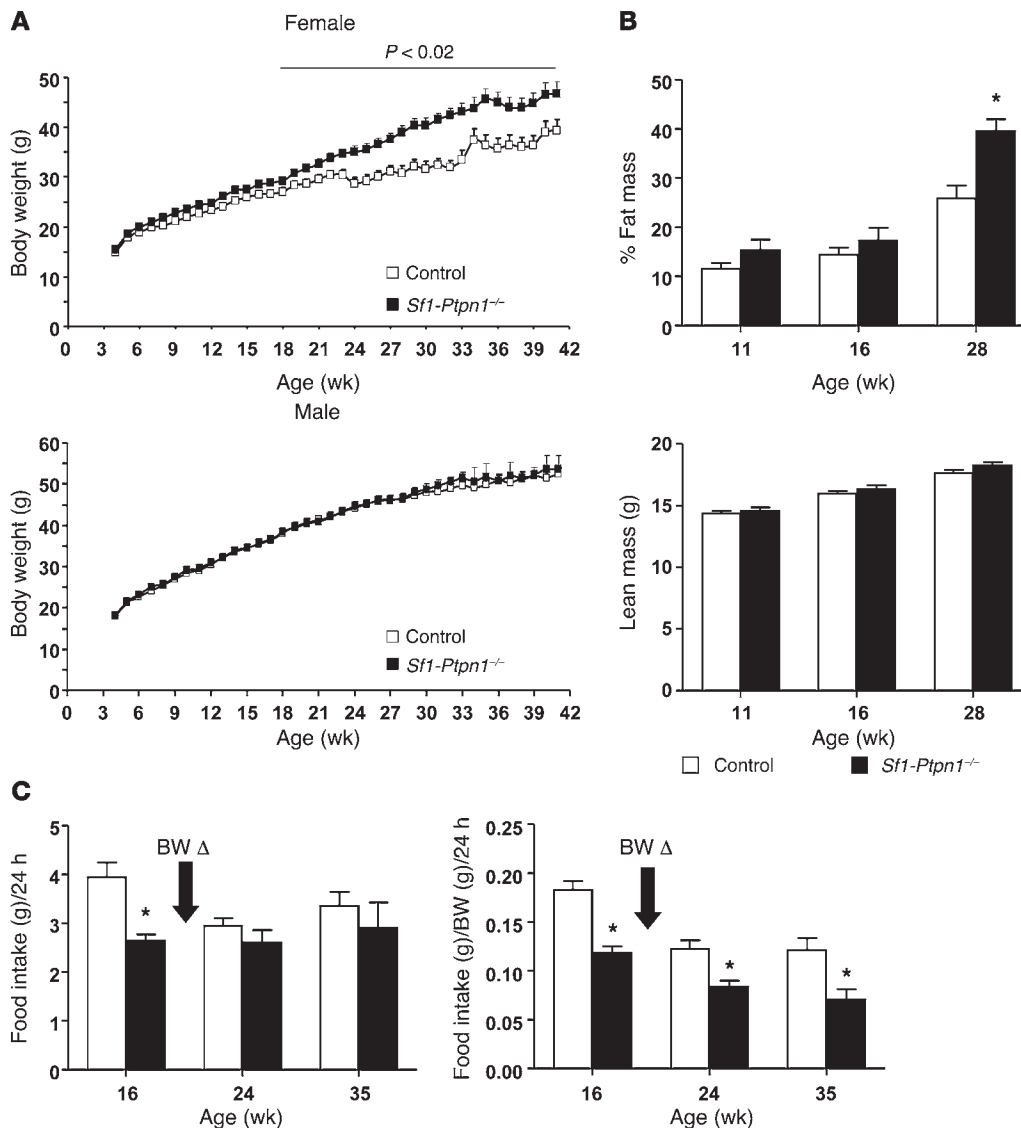 A
Female
P < 0.02
Body weight (g)
50
40
30
20
10
0
Control
Sf1-Ptpn1–/–
0 3 6 9 12 15 18 21 24 27 30 33 36 39 42
Age (wk)
Male
Body weight (g)
60
50
40
30
20
10
0
Control
Sf1-Ptpn1–/–
0 3 6 9 12 15 18 21 24 27 30 33 36 39 42
Age (wk)
B
% Fat mass
50
40
30
20
10
0
*
11 16 28
Age (wk)
Lean mass (g)
20
15
10
5
0
11 16 28
Age (wk)
Control Sf1-Ptpn1–/–
C
Food intake (g)/24 h
5
4
3
2
1
0
BW Δ
*
16 24 35
Age (wk)
Food intake (g)/BW (g)/24 h
0.25
0.20
0.15
0.10
0.05
0.00
BW Δ
* * *
16 24 35
Age (wk)